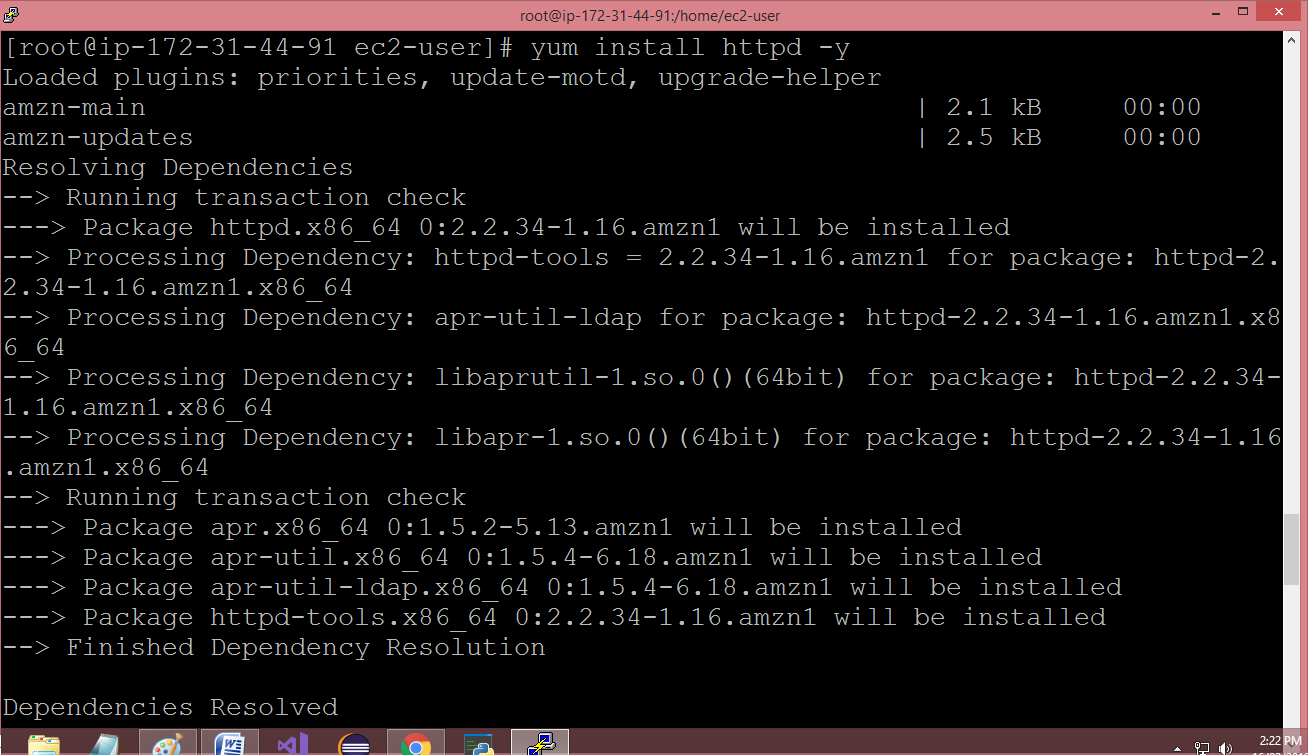 root@ip-172-31-44-91:/home/ec2-user
[root@ip-172-31-44-91 ec2-user]# yum install httpd -y
Loaded plugins: priorities, update-motd, upgrade-helper
amzn-main | 2.1 kB 00:00
amzn-updates | 2.5 kB 00:00
Resolving Dependencies
--> Running transaction check
---> Package httpd.x86_64 0:2.2.34-1.16.amzn1 will be installed
--> Processing Dependency: httpd-tools = 2.2.34-1.16.amzn1 for package: httpd-2.
2.34-1.16.amzn1.x86_64
--> Processing Dependency: apr-util-ldap for package: httpd-2.2.34-1.16.amzn1.x8
6_64
--> Processing Dependency: libaprutil-1.so.0()(64bit) for package: httpd-2.2.34-
1.16.amzn1.x86_64
--> Processing Dependency: libapr-1.so.0()(64bit) for package: httpd-2.2.34-1.16
.amzn1.x86_64
--> Running transaction check
---> Package apr.x86_64 0:1.5.2-5.13.amzn1 will be installed
---> Package apr-util.x86_64 0:1.5.4-6.18.amzn1 will be installed
---> Package apr-util-ldap.x86_64 0:1.5.4-6.18.amzn1 will be installed
---> Package httpd-tools.x86_64 0:2.2.34-1.16.amzn1 will be installed
--> Finished Dependency Resolution
Dependencies Resolved
2:22 PM